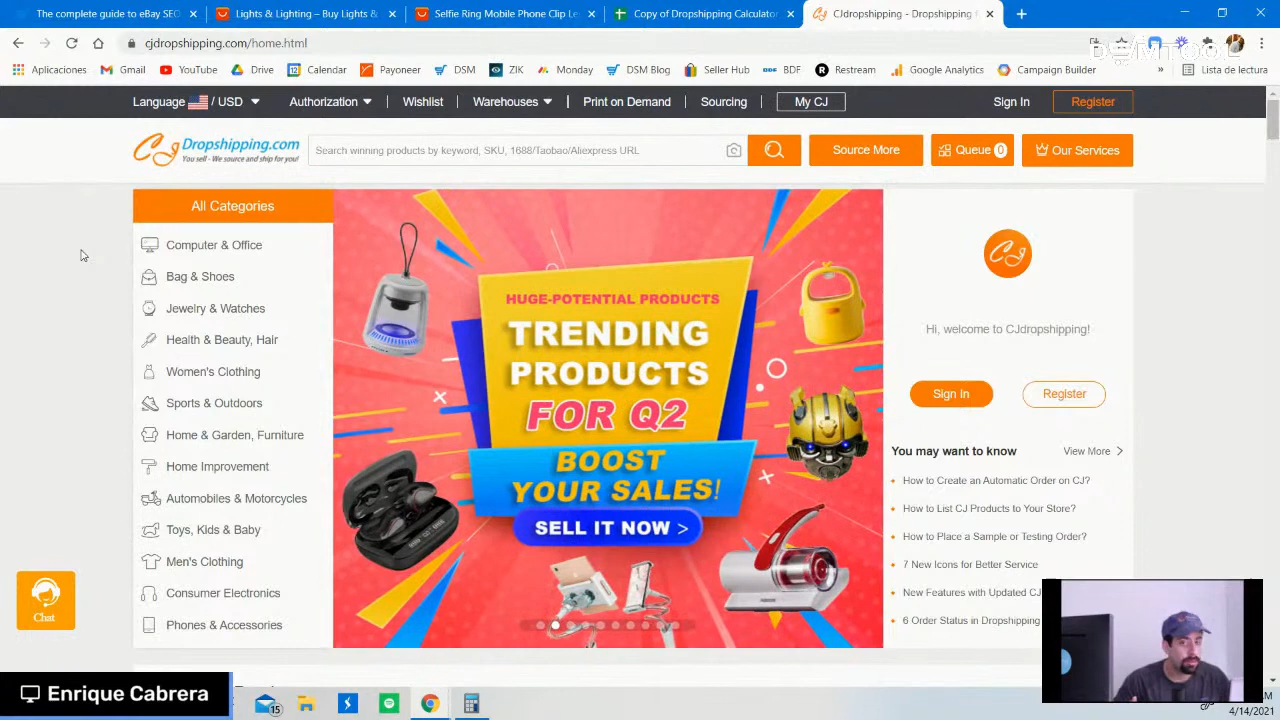 The complete guide to eBay SEO
Lights & Lighting – Buy Lights &
Selfie Ring Mobile Phone Clip Le
Copy of Dropshipping Calculator
CJdropshipping - Dropshipping f
cjdropshipping.com/home.html
Aplicaciones
Gmail
YouTube
Drive
Calendar
Payoneer
DSM
ZIK
Monday
DSM Blog
Seller Hub
BDF
Restream
Google Analytics
Campaign Builder
»
Lista de lectura
Language / USD
Authorization
Wishlist
Warehouses
Print on Demand
Sourcing
My CJ
Sign In
Register
CJ Dropshipping.com
You sell - We source and ship for you!
Search winning products by keyword, SKU, 1688/Taobao/Aliexpress URL
Source More
Queue 0
Our Services
All Categories
Computer & Office
Bag & Shoes
Jewelry & Watches
Health & Beauty, Hair
Women's Clothing
Sports & Outdoors
Home & Garden, Furniture
Home Improvement
Automobiles & Motorcycles
Toys, Kids & Baby
Men's Clothing
Consumer Electronics
Phones & Accessories
HUGE-POTENTIAL PRODUCTS
TRENDING
PRODUCTS
FOR Q2
BOOST
YOUR SALES!
SELL IT NOW >
CJ
Hi, welcome to CJdropshipping!
Sign in
Register
You may want to know
View More
How to Create an Automatic Order on CJ?
How to List CJ Products to Your Store?
How to Place a Sample or Testing Order?
7 New Icons for Better Service
New Features with Updated CJ
6 Order Status in Dropshipping
Chat
Enrique Cabrera
15
4/14/2021